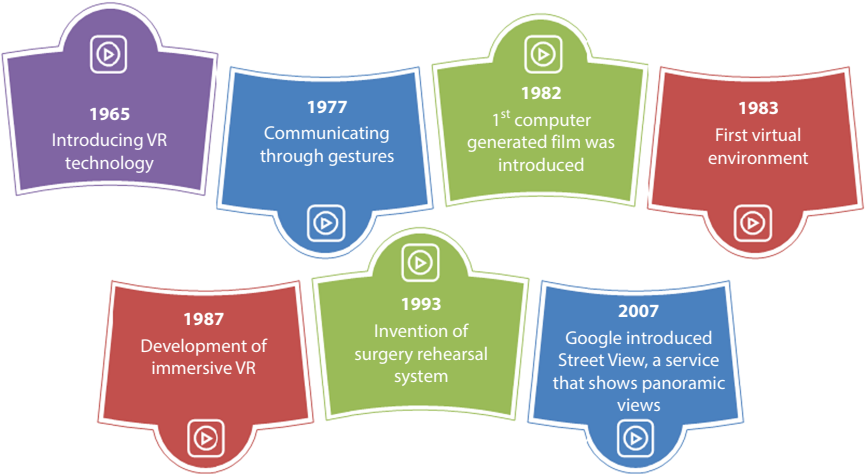 1965
Introducing VR
technology
1977
Communicating
through gestures
1982
1st computer
generated film was
introduced
1983
First virtual
environment
1987
Development of
immersive VR
1993
Invention of
surgery rehearsal
system
2007
Google introduced
Street View, a service
that shows panoramic
views